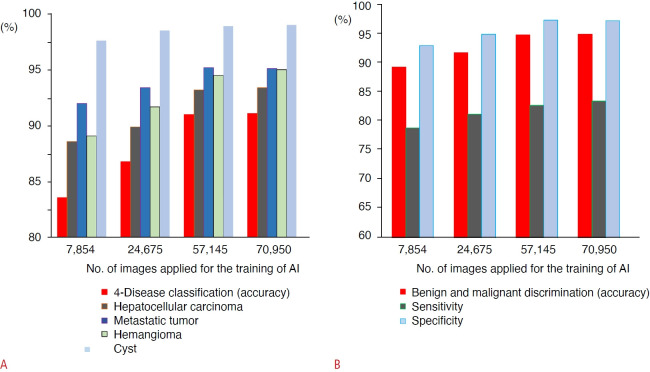 (%)
100
95
90
85
80
7,854 24,675 57,145 70,950
No. of images applied for the training of AI
4-Disease classification (accuracy)
Hepatocellular carcinoma
Metastatic tumor
Hemangioma
Cyst
A
(%)
95
95
90
85
80
75
75
65
60
7,854 24,675 57,145 70,950
No. of images applied for the training of AI
Benign and malignant discrimination (accuracy)
Sensitivity
Specificity
B